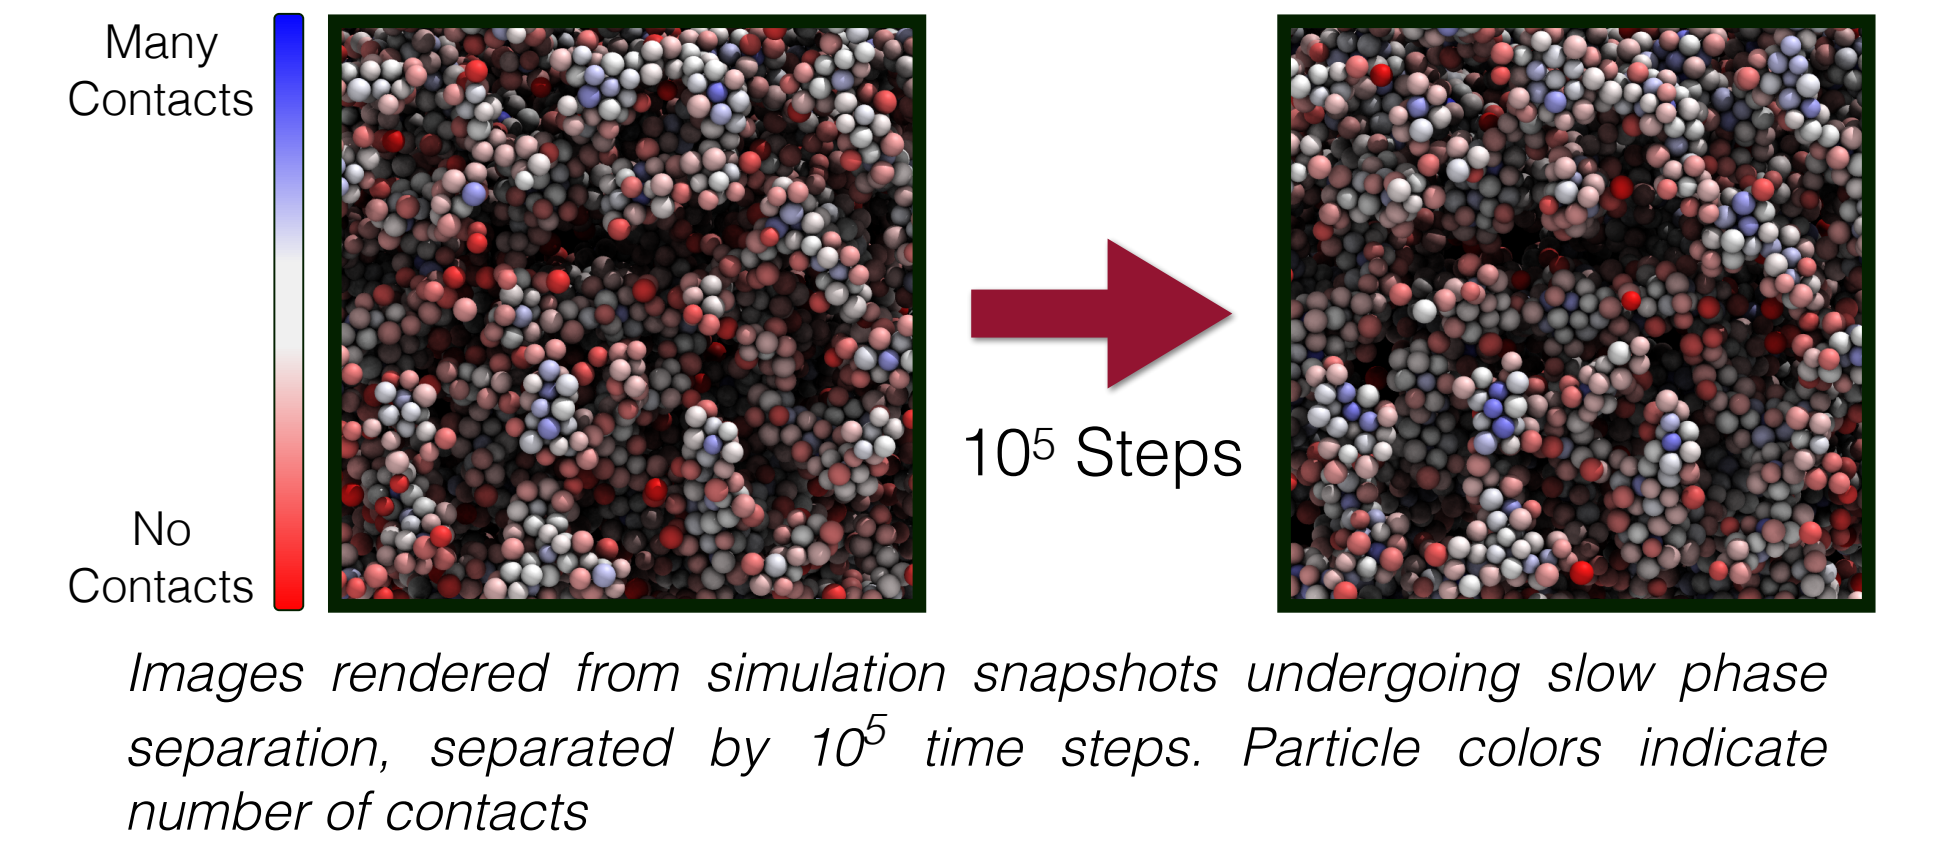 Many
Contacts
No
Contacts
10⁵ Steps
Images rendered from simulation snapshots undergoing slow phase
separation, separated by 10⁵ time steps. Particle colors indicate
number of contacts